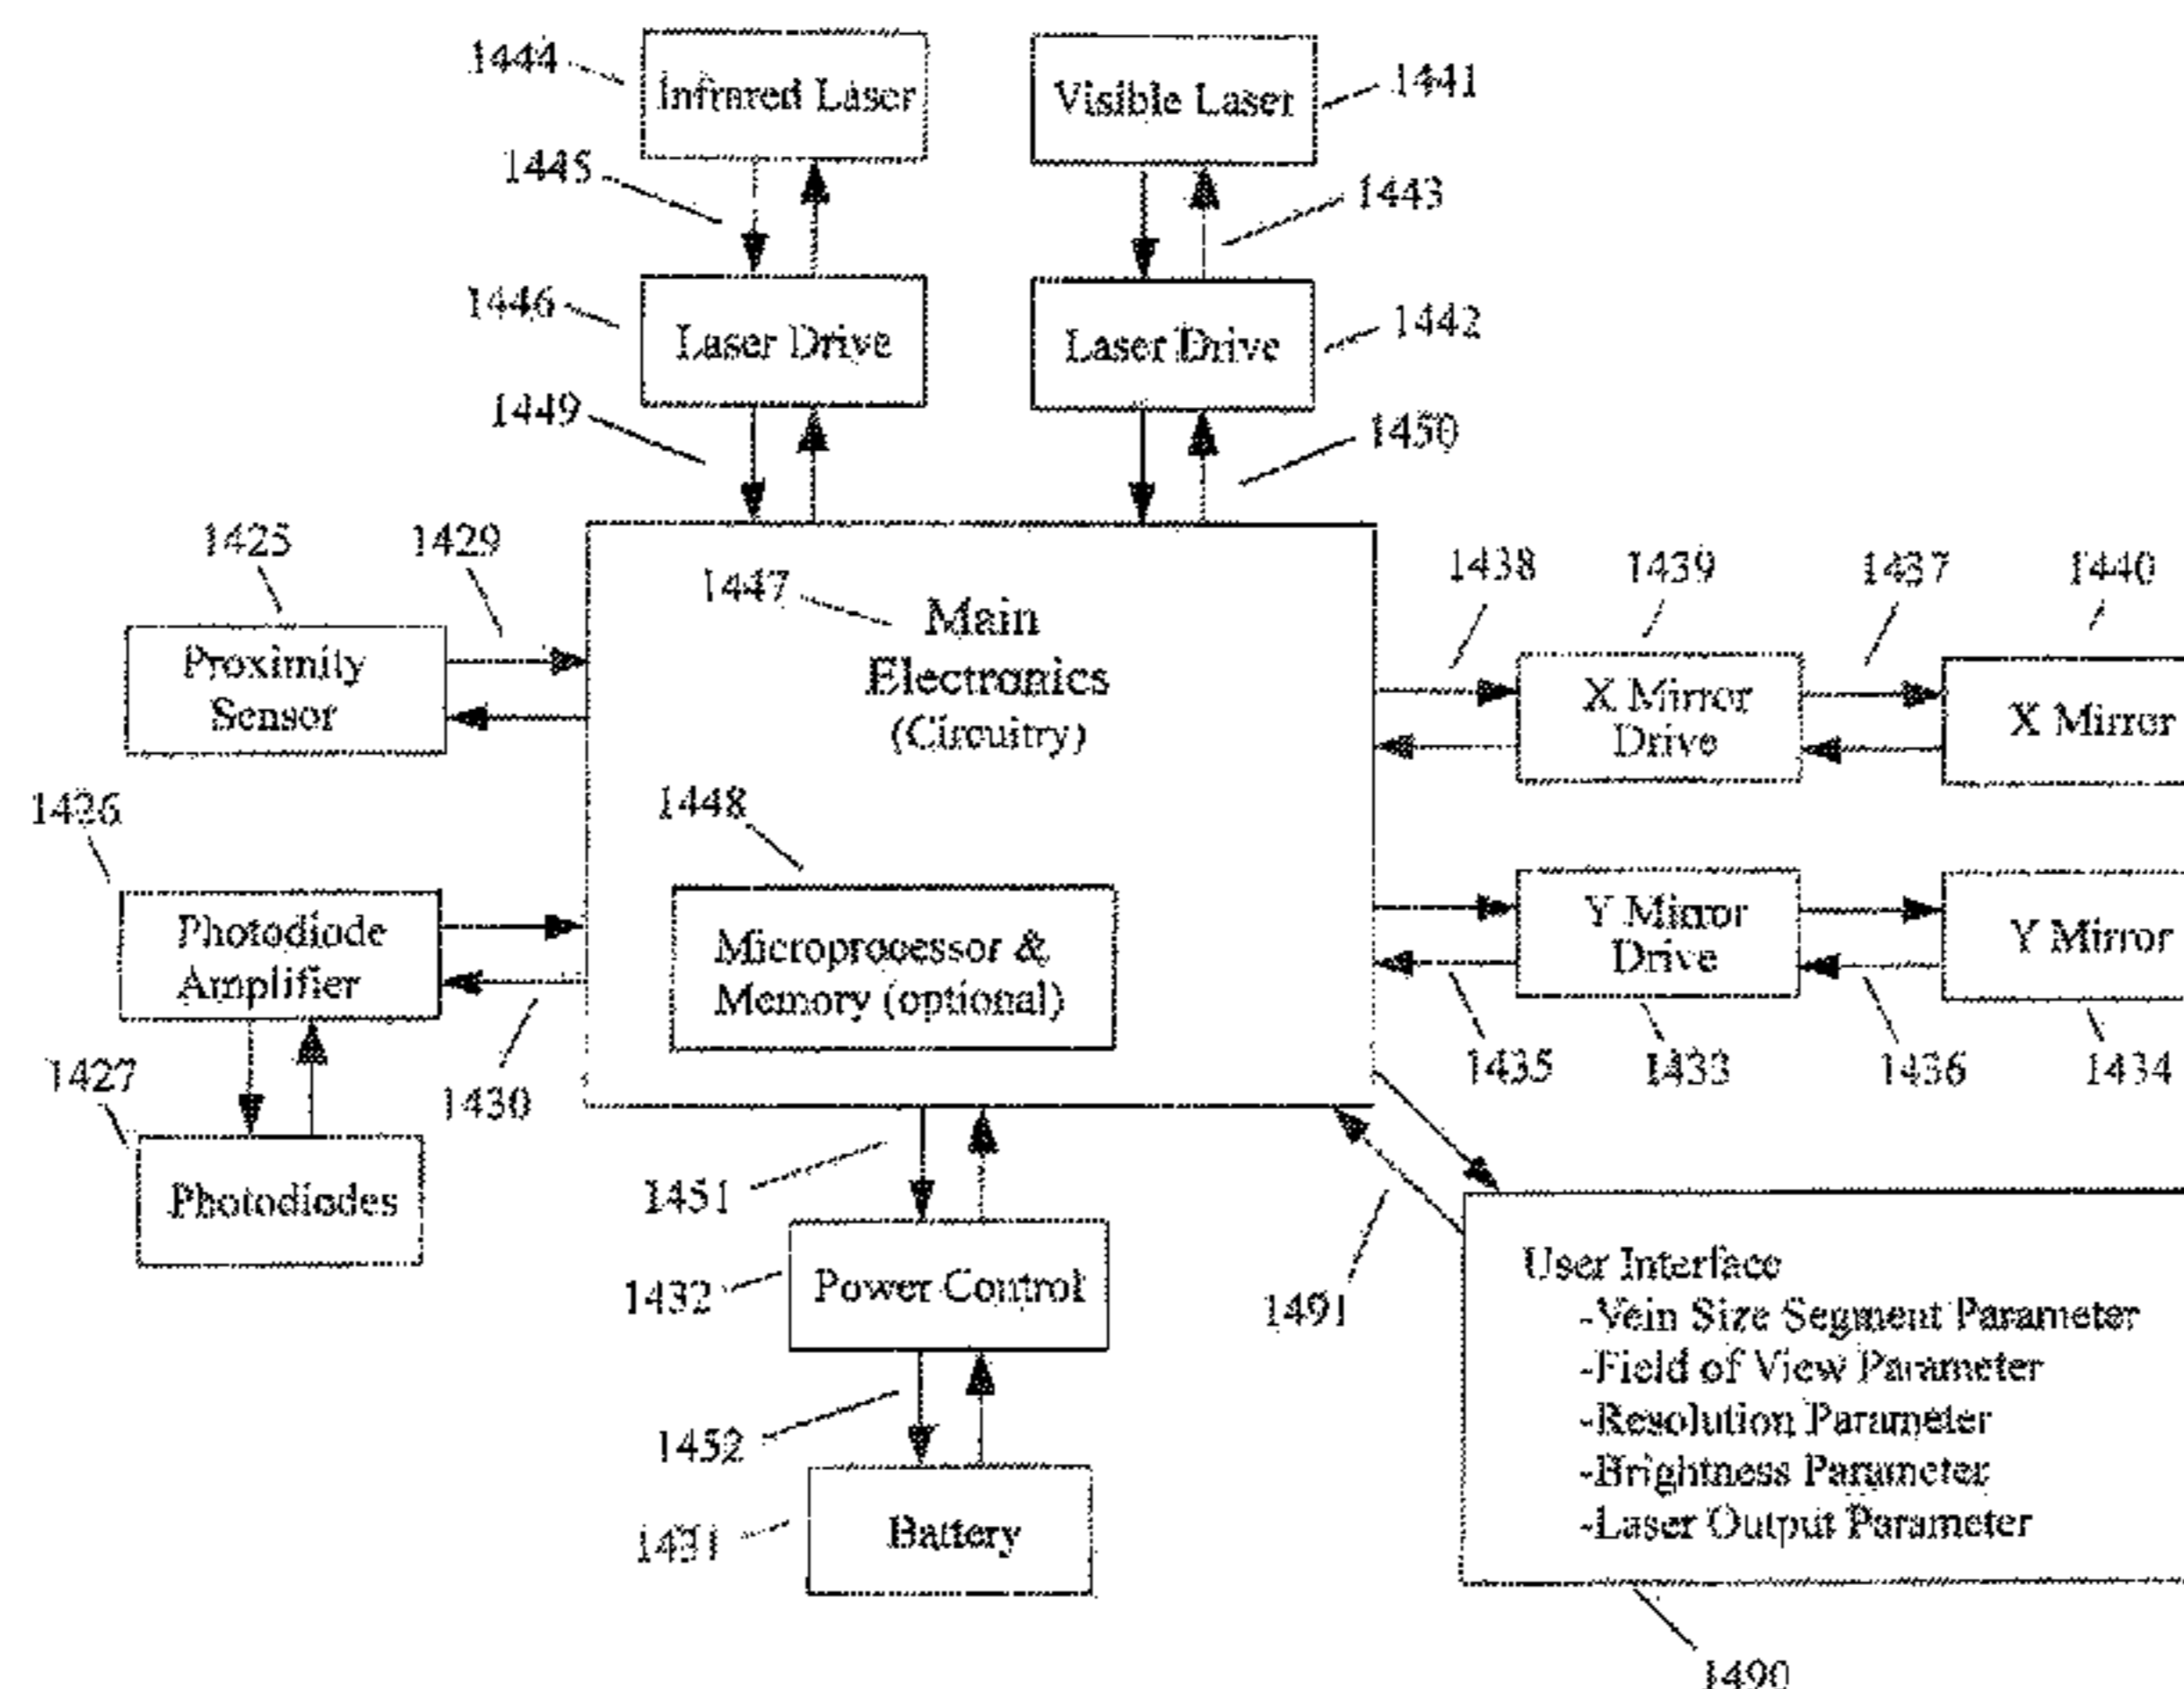 1444
Infrared Laser
Visible Laser
1441
1445
1443
1446
Laser Drive
Laser Drive
1442
1449
1450
1425
1429
1447
Main
Electronics
(Circuitry)
1438
1439
1437
1440
Proximity
Sensor
X Mirror
Drive
X Mirror
1426
1448
Photodiode
Amplifier
Microprocessor &
Memory (optional)
Y Mirror
Drive
Y Mirror
1427
1430
1435
1433
1436
1434
Photodiodes
1451
1432
Power Control
1491
User Interface
-Vein Size Segment Parameter
-Field of View Parameter
-Resolution Parameter
-Brightness Parameter
-Laser Output Parameter
1452
1431
Battery
1490